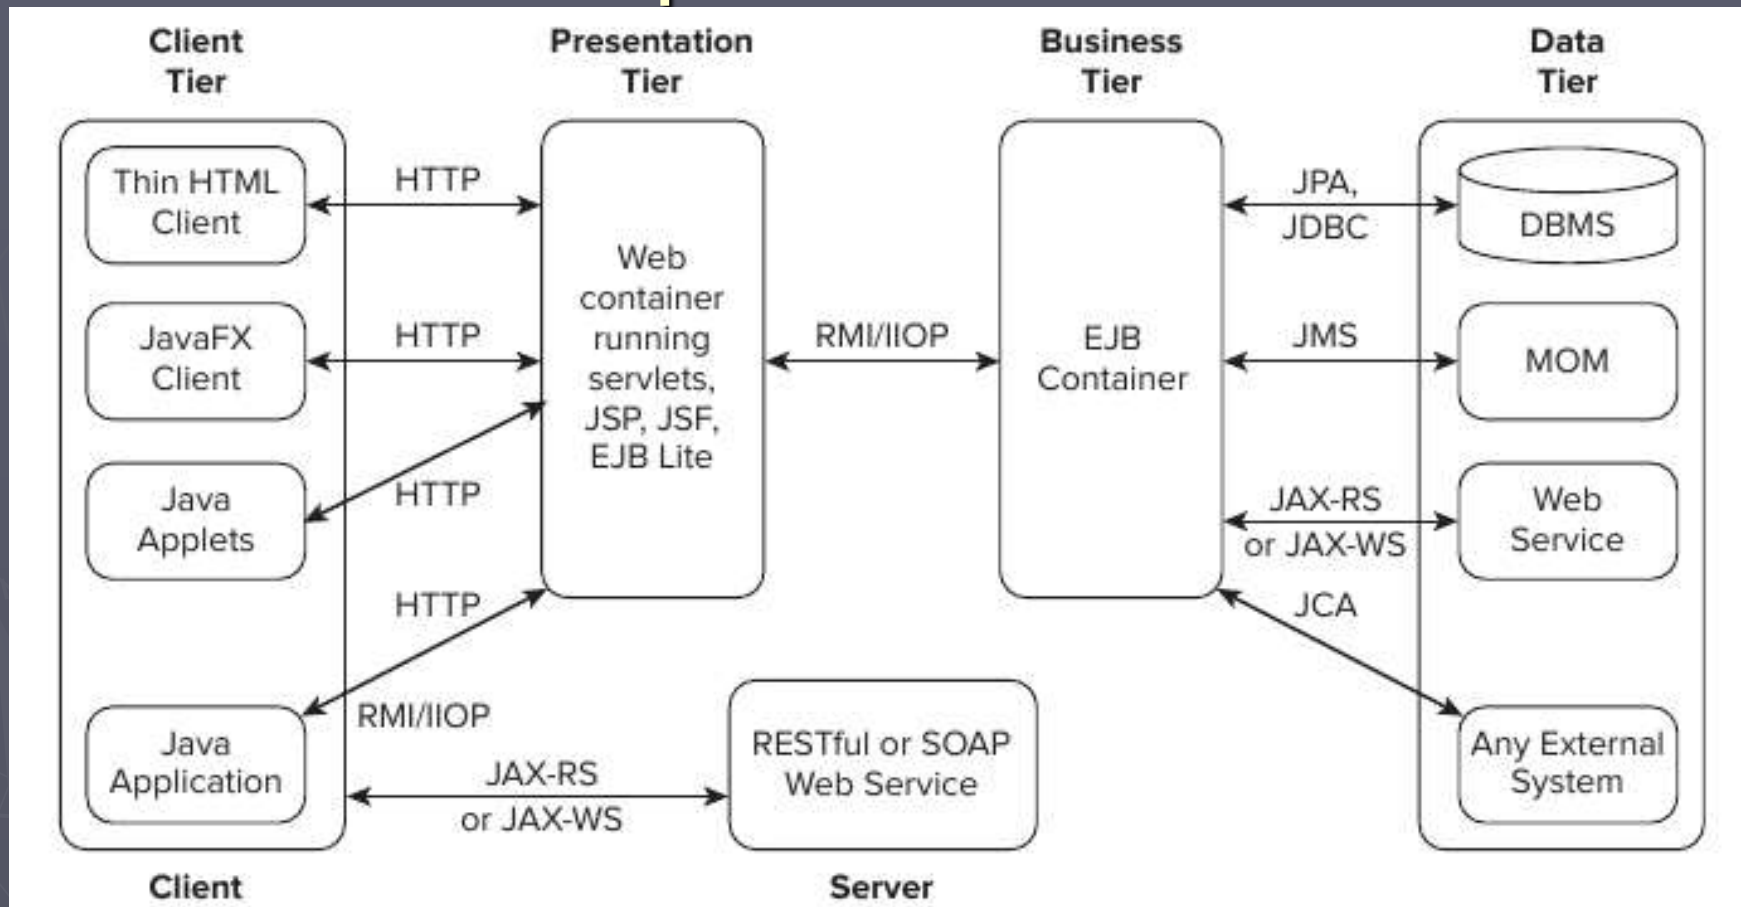 Client
Tier
Presentation
Tier
Business
Tier
Data
Tier
Thin HTML
Client
HTTP
JavaFX
Client
HTTP
Java
Applets
HTTP
HTTP
Java
Application
RMI/IIOP
JAX-RS
or JAX-WS
Web
container
running
servlets,
JSP, JSF,
EJB Lite
RMI/IIOP
EJB
Container
RESTful or SOAP
Web Service
JPA,
JDBC
DBMS
JMS
MOM
JAX-RS
or JAX-WS
Web
Service
JCA
Any External
System
Client
Server